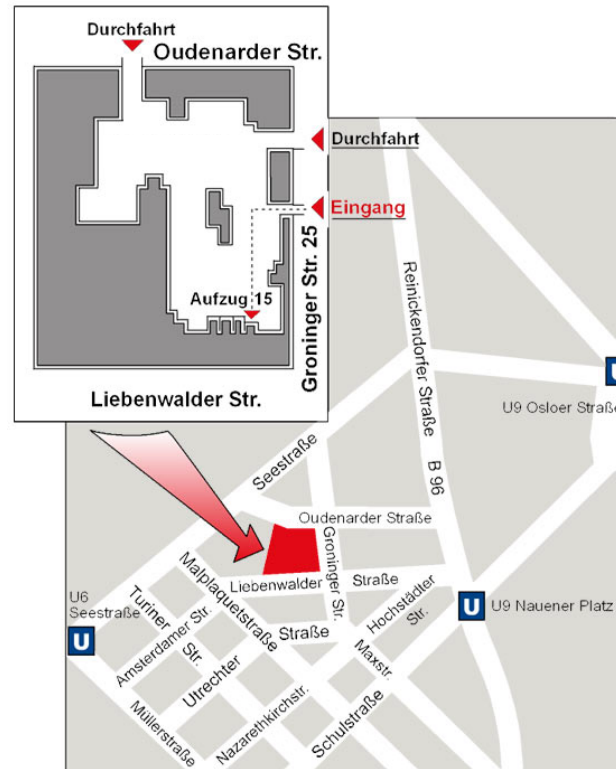 Durchfahrt
Oudenarder Str.
Durchfahrt
Eingang
Groninger Str. 25
Aufzug 15
Liebenwalder Str.
Reinickendorfer Straße
B 96
U
U9 Osloer Straße
Seestraße
Oudenarder Straße
Groninger Str.
Malplaquetstraße
Liebenwalder Straße
Hochstädter
Str.
U6
Seestraße
U
U
U9 Nauener Platz
Turiner
Str.
Amsterdamer Str.
Utrechter Straße
Maxstr.
Müllerstraße
Nazarethkirchstr.
Schulstraße